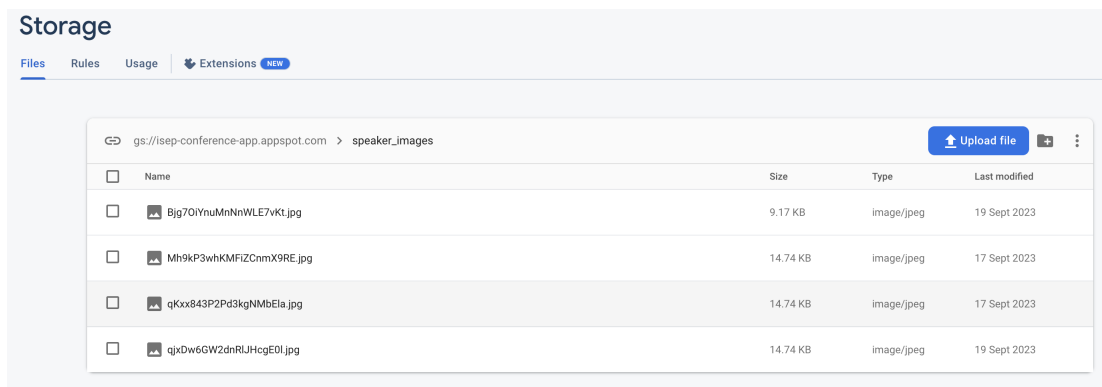 Storage
Files Rules Usage Extensions NEW
gs://isep-conference-app.appspot.com > speaker_images Upload file
Name Size Type Last modified
Bjg7OiYnuMnNnWLE7vKt.jpg 9.17 KB image/jpeg 19 Sept 2023
Mh9kP3whKMFiZCnmX9RE.jpg 14.74 KB image/jpeg 17 Sept 2023
qKxx843P2Pd3kgNMbEla.jpg 14.74 KB image/jpeg 17 Sept 2023
qjxDw6GW2dnRlJHcgE0l.jpg 14.74 KB image/jpeg 19 Sept 2023